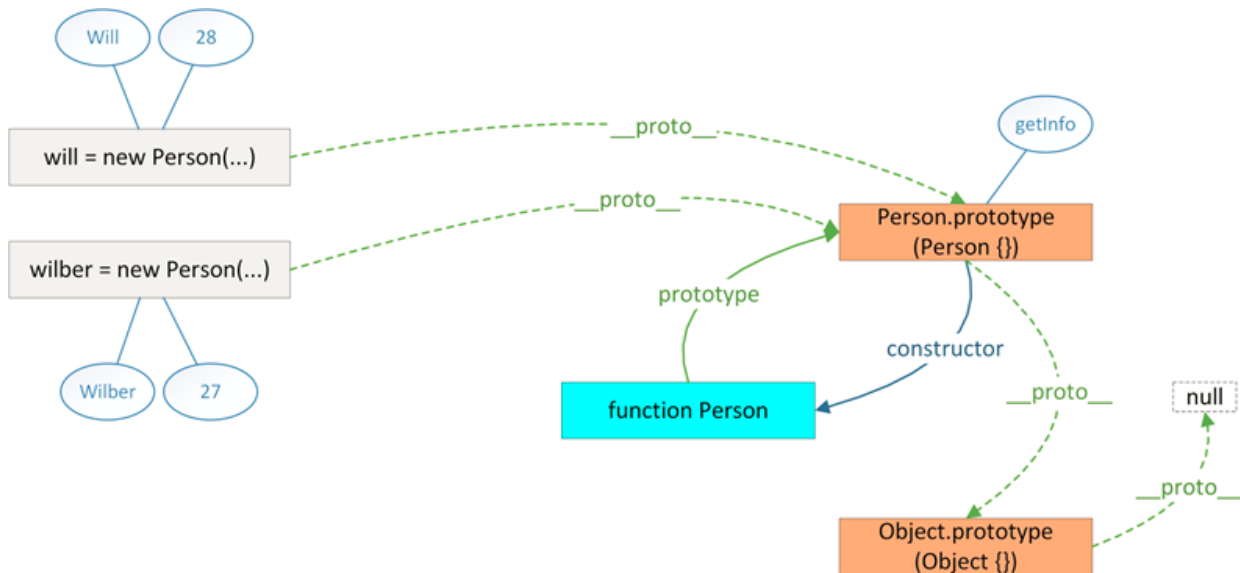 Will
28
will = new Person(...)
__proto__
getInfo
__proto__
Person.prototype
(Person {})
wilber = new Person(...)
prototype
constructor
Wilber
27
function Person
__proto__
null
__proto__
Object.prototype
(Object {})